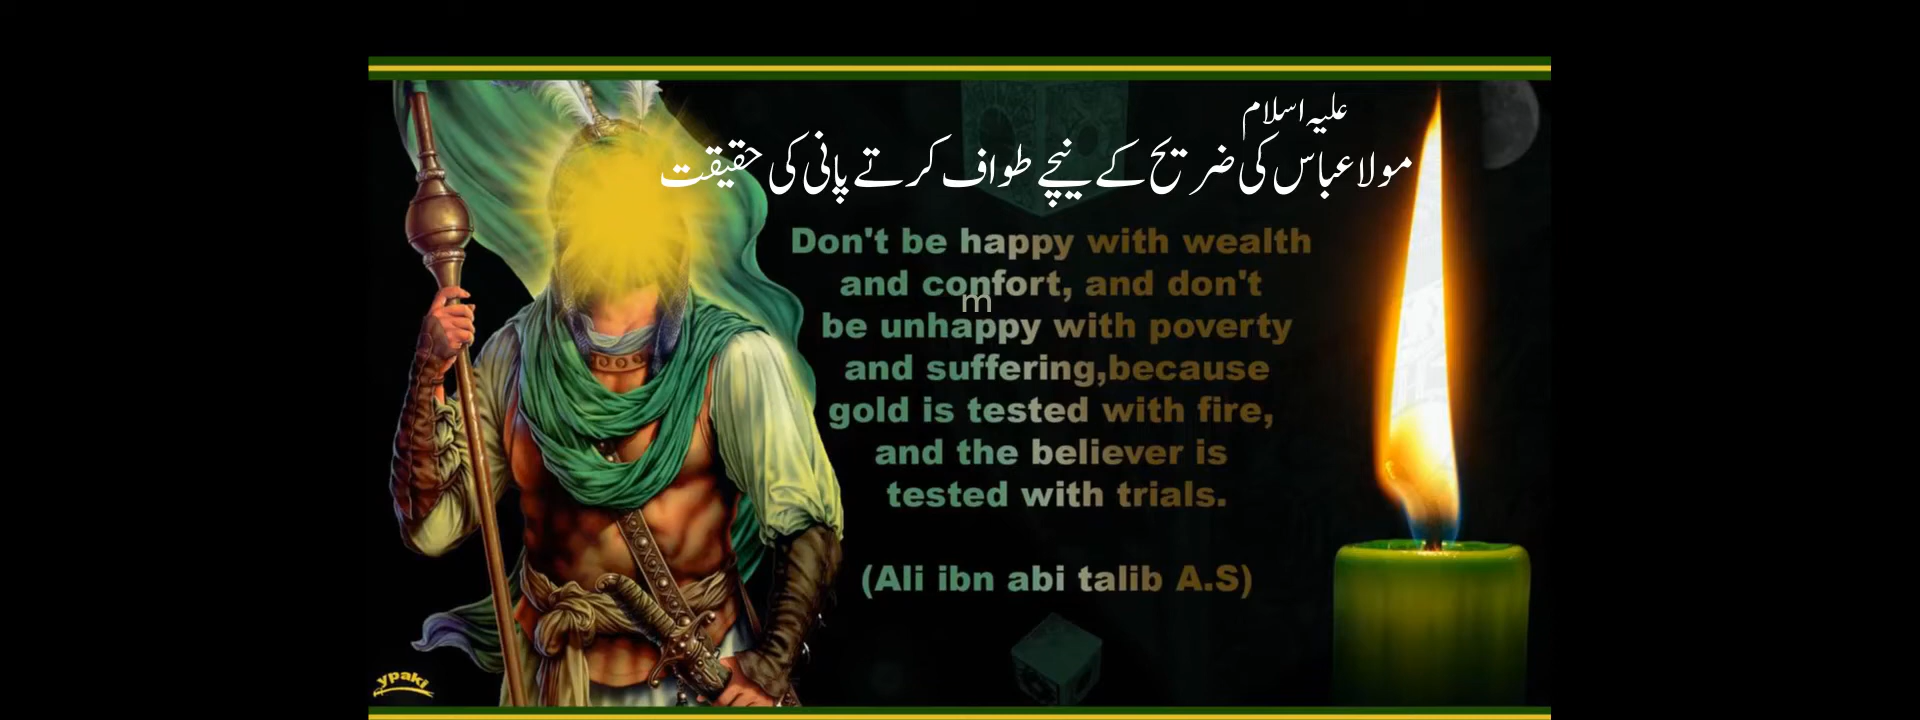 علیہ اسلام
مولا عباس کی ضریح کے نیچے طواف کرتے پانی کی حقیقت
Don't be happy with wealth
and confort, and don't
m
be unhappy with poverty
and suffering,because
gold is tested with fire,
and the believer is
tested with trials.
(Ali ibn abi talib A.S)
ypaki